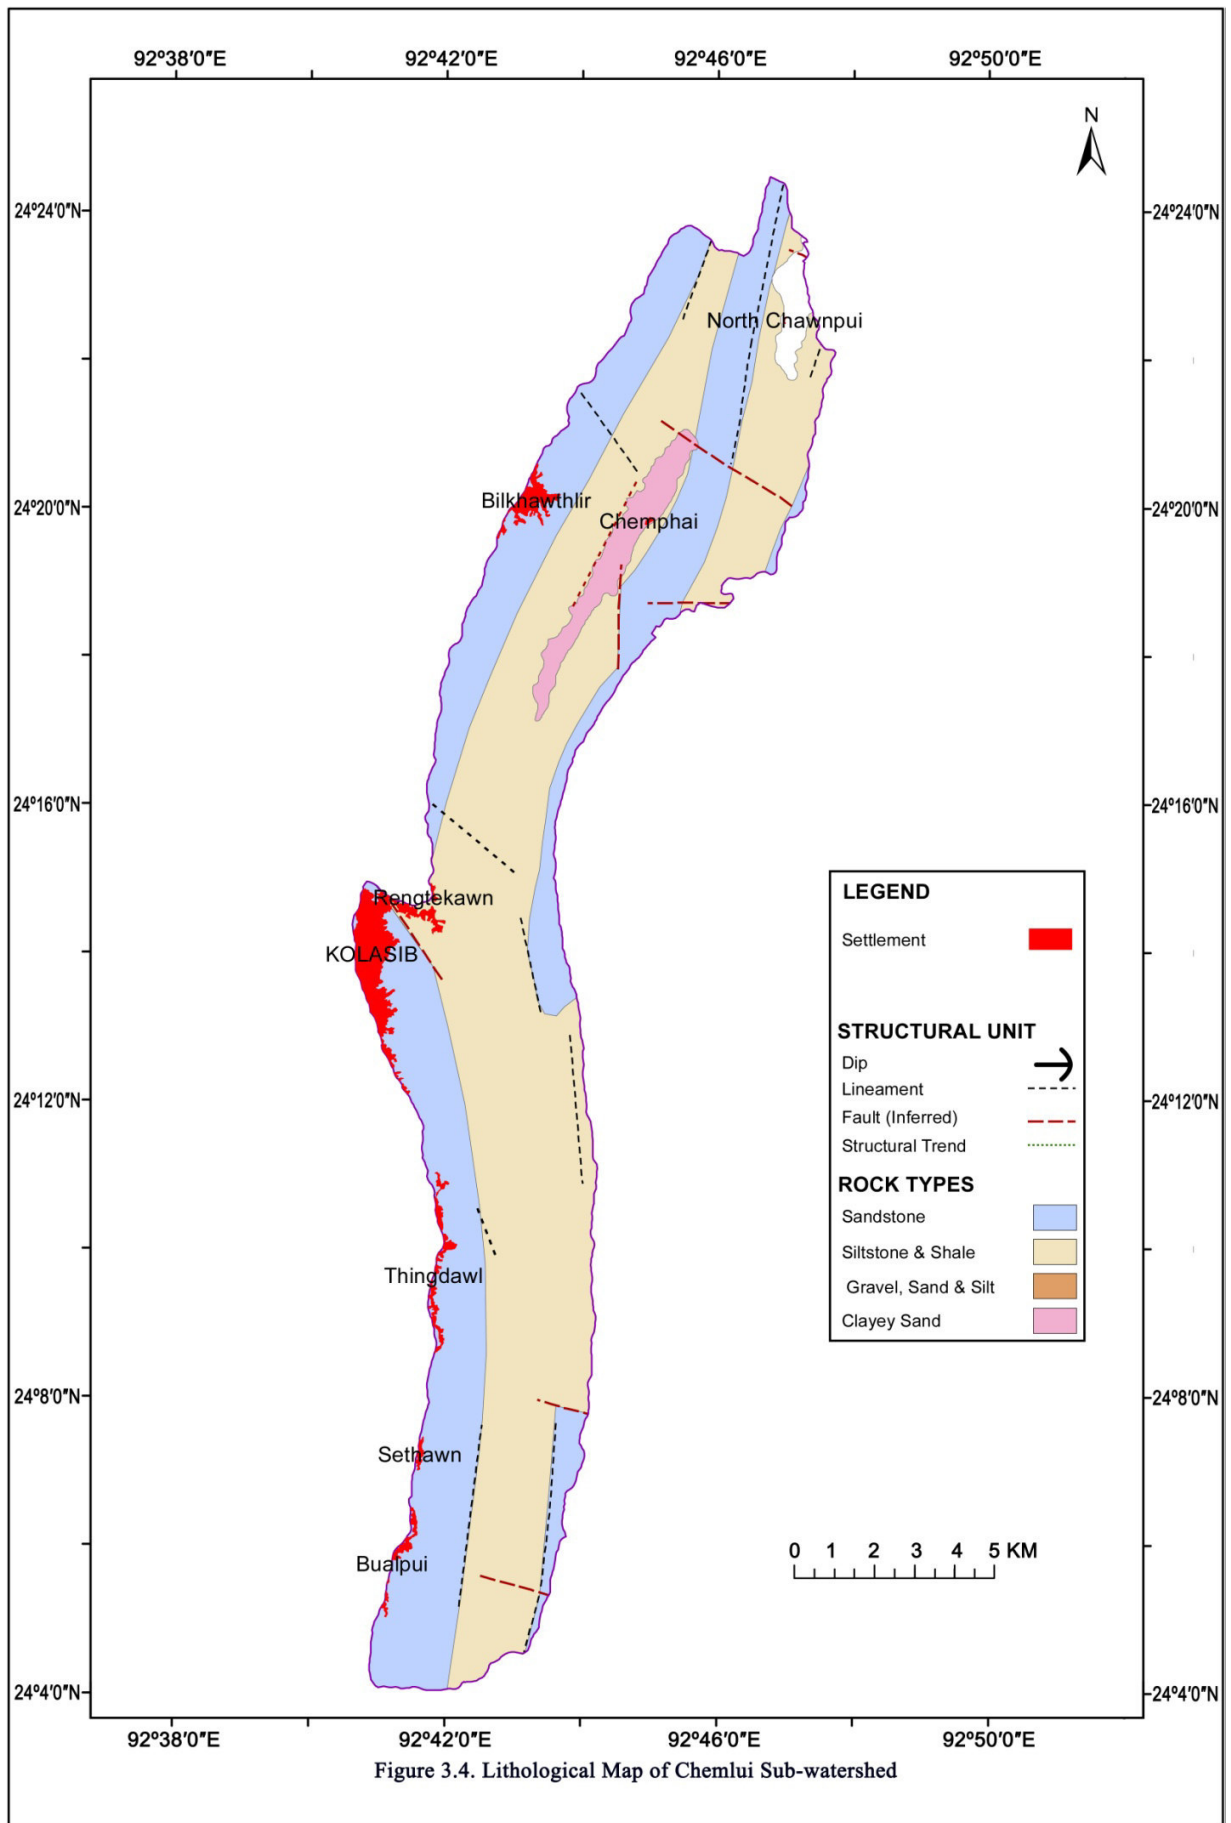 92°38'0"E 92°42'0"E 92°46'0"E 92°50'0"E
N
24°24'0"N 24°24'0"N
North Chawnpui
Bilkhawthlir
24°20'0"N 24°20'0"N
Chemphai
24°16'0"N 24°16'0"N
LEGEND
Rengtekawn
Settlement
KOLASIB
STRUCTURAL UNIT
Dip
Lineament
24°12'0"N 24°12'0"N
Fault (Inferred)
Structural Trend
ROCK TYPES
Sandstone
Siltstone & Shale
Thingdawl
Gravel, Sand & Silt
Clayey Sand
24°8'0"N 24°8'0"N
Sethawn
0 1 2 3 4 5 KM
Bualpui
24°4'0"N 24°4'0"N
92°38'0"E 92°42'0"E 92°46'0"E 92°50'0"E
Figure 3.4. Lithological Map of Chemlui Sub-watershed